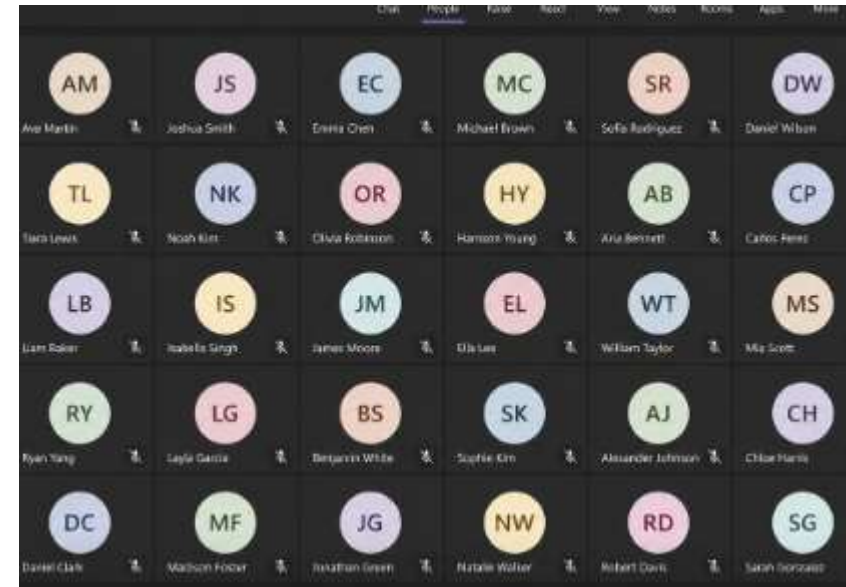 Chat People Raise React View Notes Rooms Apps More
AM JS EC MC SR DW
Ava Martin Joshua Smith Emma Chen Michael Brown Sofia Rodriguez Daniel Wilson
TL NK OR HY AB CP
Tiara Lewis Noah Kim Olivia Robinson Harrison Young Aria Bennett Carlos Perez
LB IS JM EL WT MS
Liam Baker Isabella Singh James Moore Ella Lee William Taylor Mia Scott
RY LG BS SK AJ CH
Ryan Yang Layla Garcia Benjamin White Sophie Kim Alexander Johnson Chloe Harris
DC MF JG NW RD SG
Daniel Clark Madison Foster Jonathan Green Natalie Walker Robert Davis Sarah Gonzalez